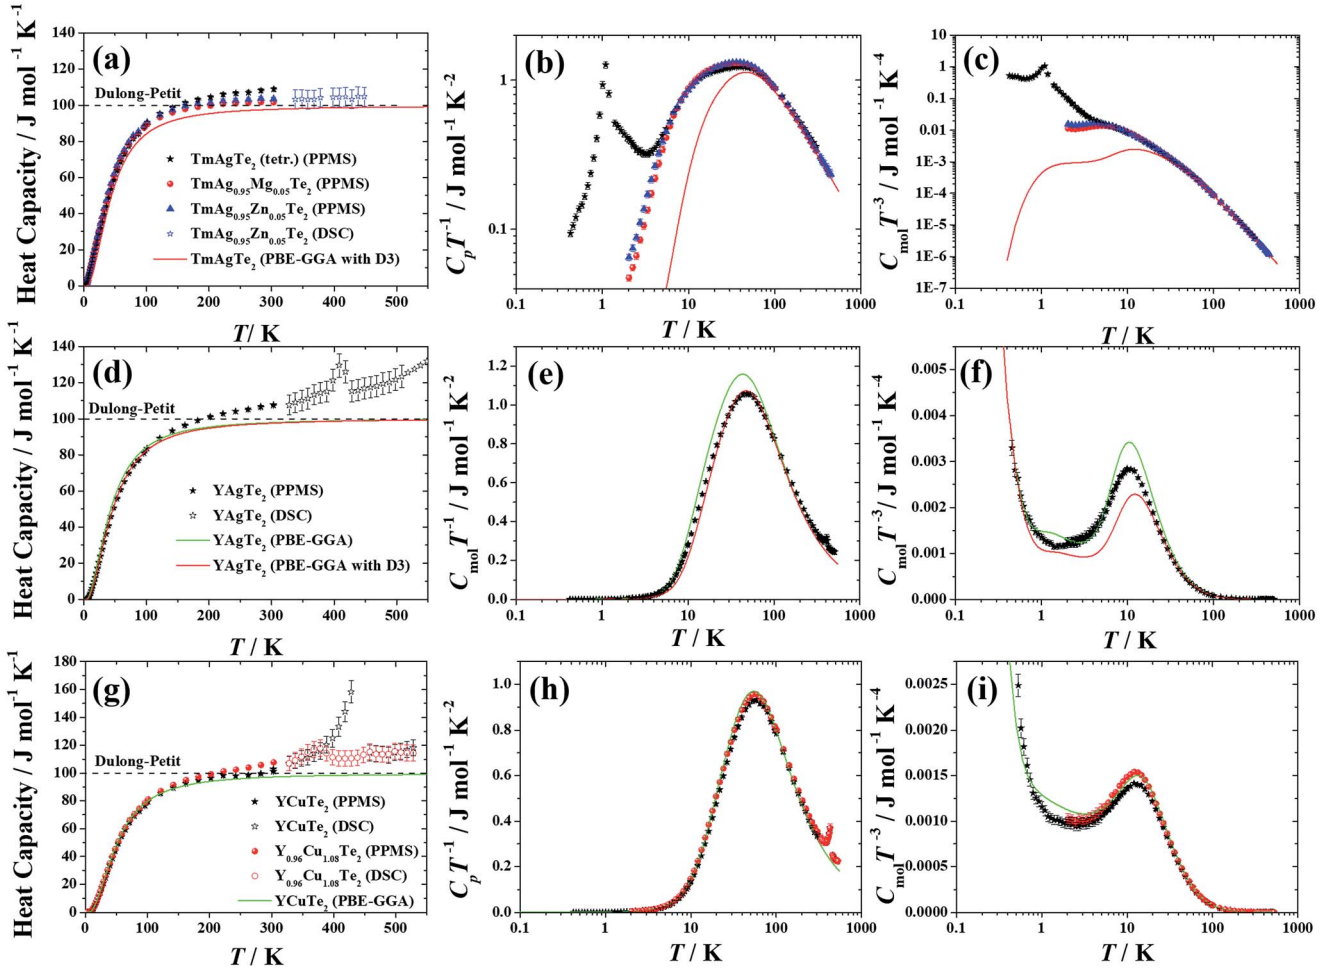 (a)
Heat Capacity / J mol⁻¹ K⁻¹
140
120
100
80
60
40
20
0
Dulong-Petit
TmAgTe₂ (tetr.) (PPMS)
TmAg₀.₉₅Mg₀.₀₅Te₂ (PPMS)
TmAg₀.₉₅Zn₀.₀₅Te₂ (PPMS)
TmAg₀.₉₅Zn₀.₀₅Te₂ (DSC)
TmAgTe₂ (PBE-GGA with D3)
0 100 200 300 400 500
T / K
(b)
CₚT⁻¹ / J mol⁻¹ K⁻²
1
0.1
0.1 1 10 100 1000
T / K
(c)
CₘₒₗT⁻³ / J mol⁻¹ K⁻⁴
10
1
0.1
0.01
1E-3
1E-4
1E-5
1E-6
1E-7
0.1 1 10 100 1000
T / K
(d)
Heat Capacity / J mol⁻¹ K⁻¹
140
120
100
80
60
40
20
0
Dulong-Petit
YAgTe₂ (PPMS)
YAgTe₂ (DSC)
YAgTe₂ (PBE-GGA)
YAgTe₂ (PBE-GGA with D3)
0 100 200 300 400 500
T / K
(e)
CₘₒₗT⁻¹ / J mol⁻¹ K⁻²
1.2
1.0
0.8
0.6
0.4
0.2
0.0
0.1 1 10 100 1000
T / K
(f)
CₘₒₗT⁻³/ J mol⁻¹ K⁻⁴
0.005
0.004
0.003
0.002
0.001
0.000
0.1 1 10 100 1000
T / K
(g)
Heat Capacity / J mol⁻¹ K⁻¹
180
160
140
120
100
80
60
40
20
0
Dulong-Petit
YCuTe₂ (PPMS)
YCuTe₂ (DSC)
Y₀.₉₆Cu₁.₀₈Te₂ (PPMS)
Y₀.₉₆Cu₁.₀₈Te₂ (DSC)
YCuTe₂ (PBE-GGA)
0 100 200 300 400 500
T / K
(h)
CₚT⁻¹ / J mol⁻¹ K⁻²
1.0
0.8
0.6
0.4
0.2
0.0
0.1 1 10 100 1000
T / K
(i)
CₘₒₗT⁻³ / J mol⁻¹ K⁻⁴
0.0025
0.0020
0.0015
0.0010
0.0005
0.0000
0.1 1 10 100 1000
T / K